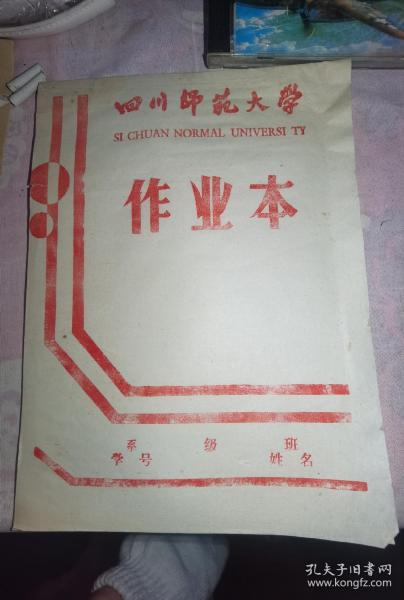 四川师范大学
SI CHUAN NORMAL UNIVERSI TY
作业本
系 级 班
学号 姓名
孔夫子旧书网
www.kongfz.com